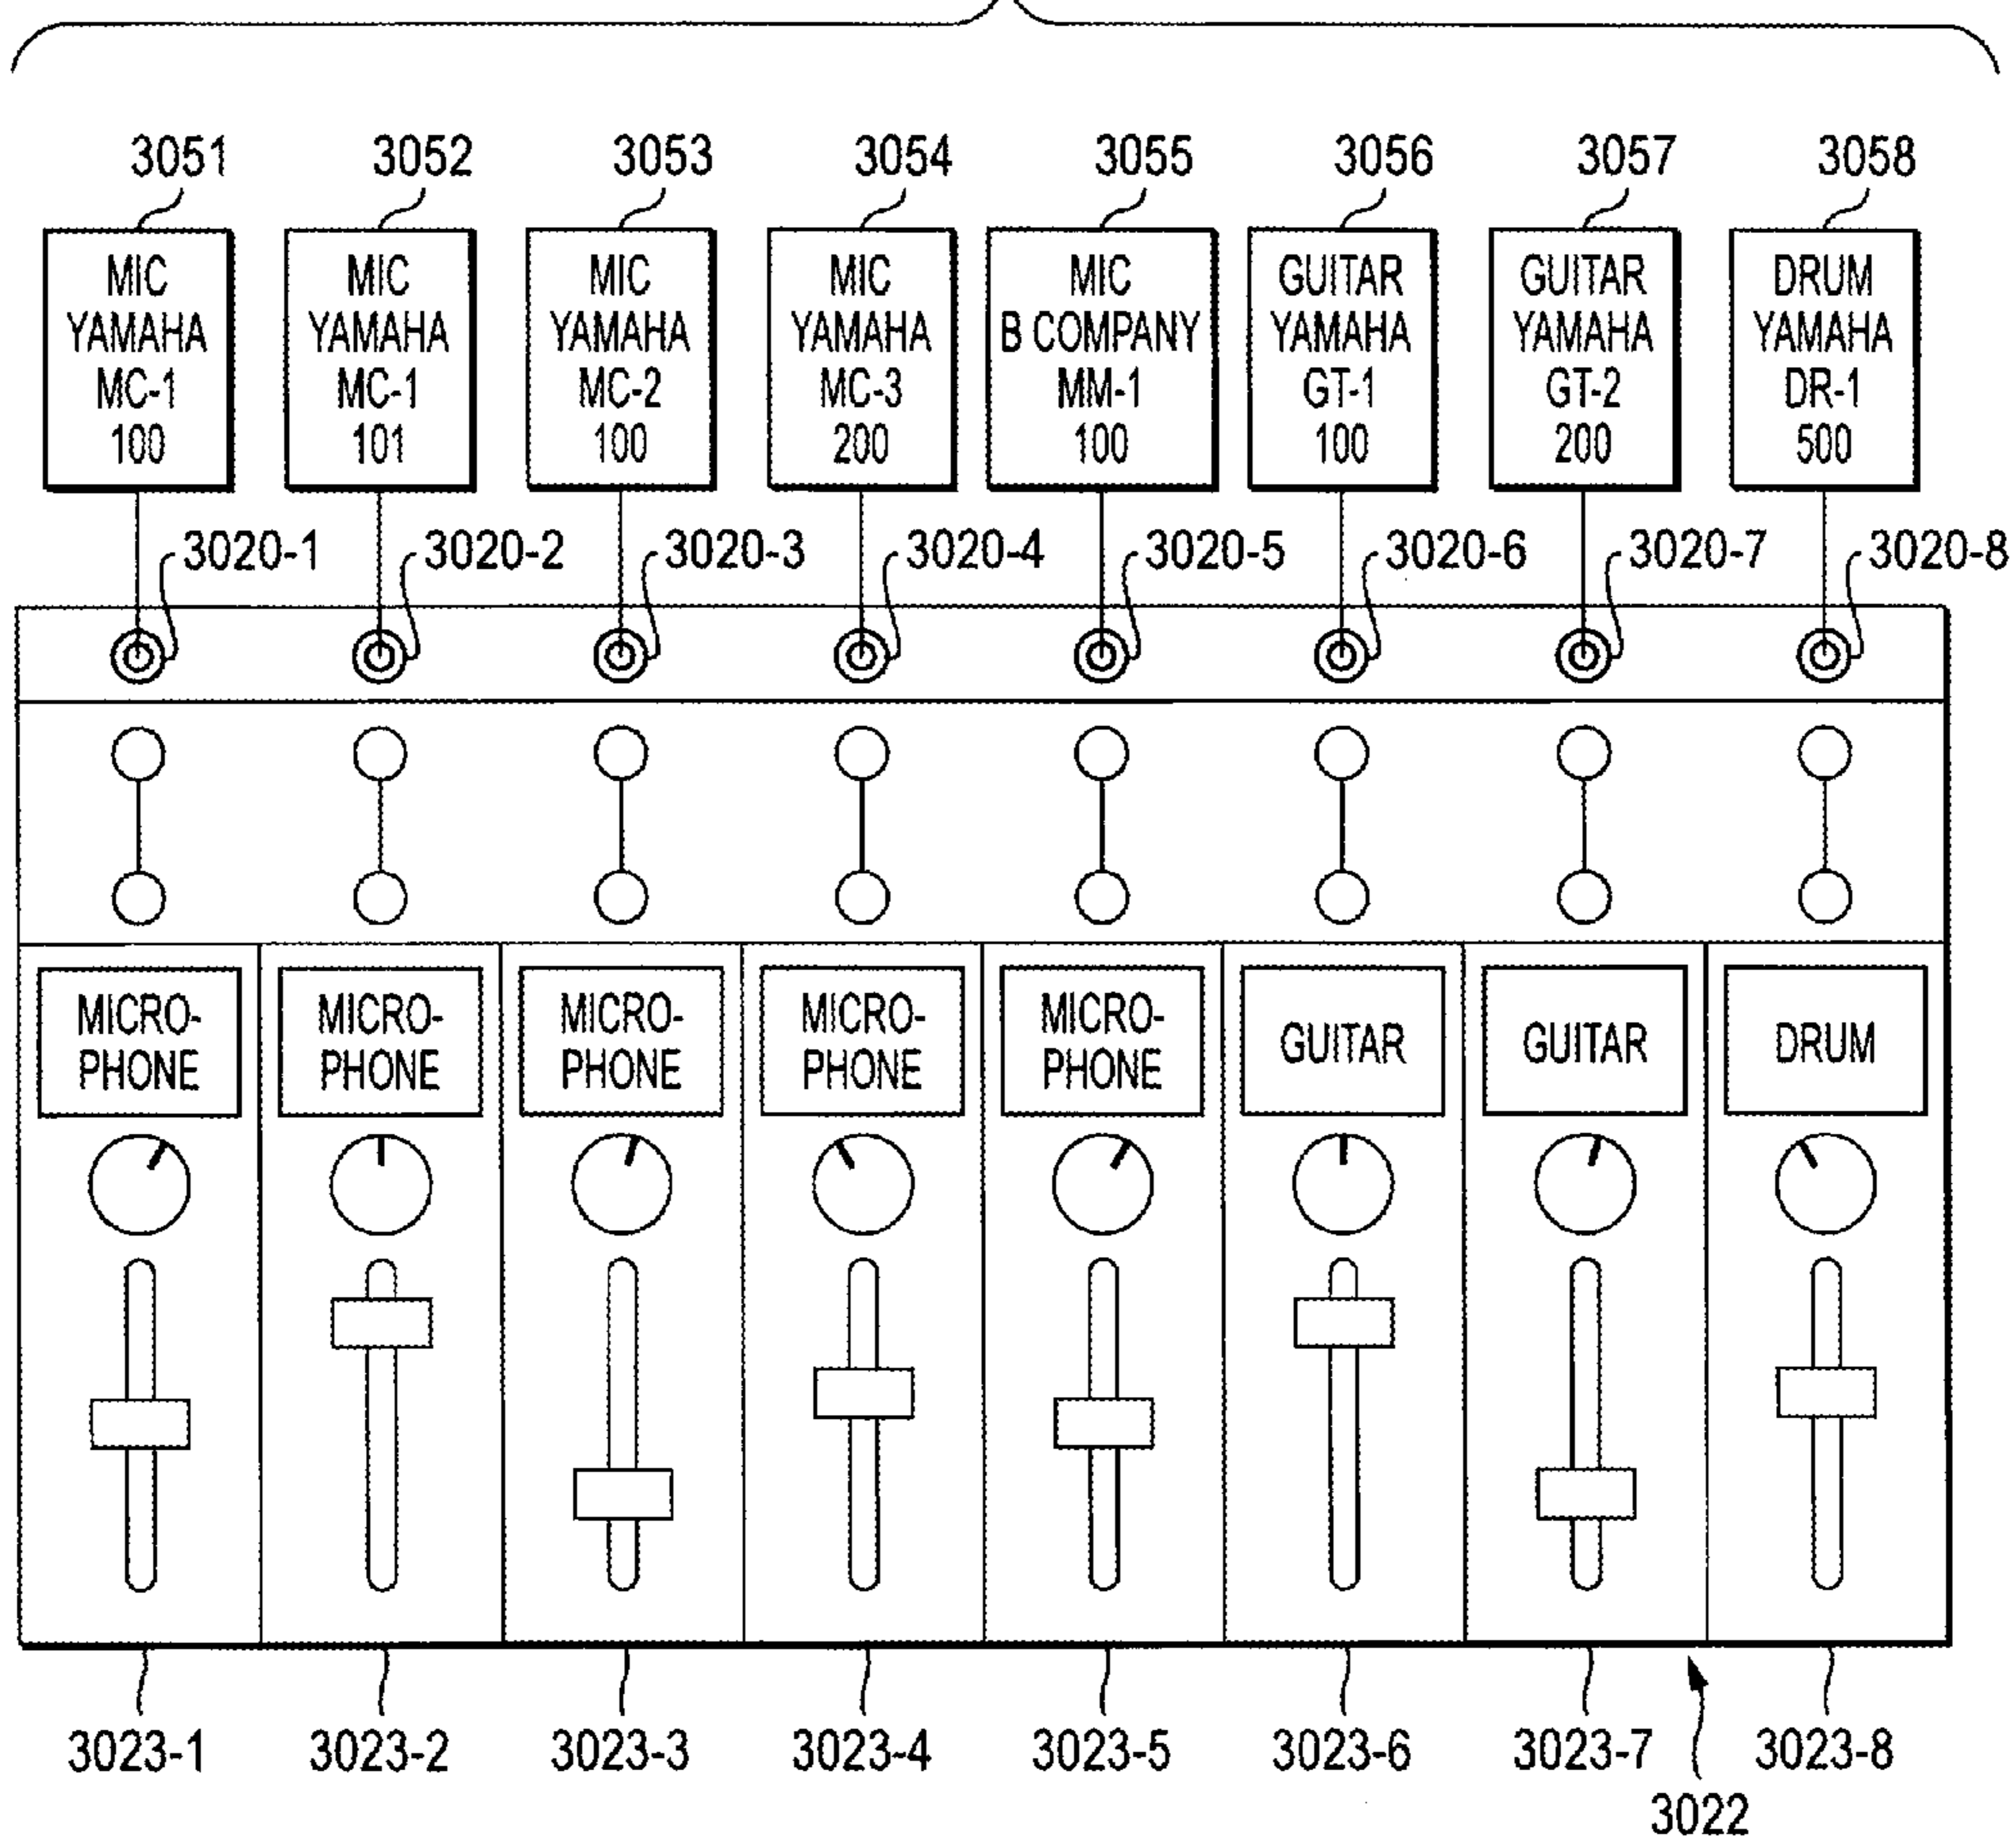 3051 3052 3053 3054 3055 3056 3057 3058
MIC MIC MIC MIC MIC GUITAR GUITAR DRUM
YAMAHA YAMAHA YAMAHA YAMAHA B COMPANY YAMAHA YAMAHA YAMAHA
MC-1 MC-1 MC-2 MC-3 MM-1 GT-1 GT-2 DR-1
100 101 100 200 100 100 200 500
3020-1 3020-2 3020-3 3020-4 3020-5 3020-6 3020-7 3020-8
MICRO- MICRO- MICRO- MICRO- MICRO- GUITAR GUITAR DRUM
PHONE PHONE PHONE PHONE PHONE
3023-1 3023-2 3023-3 3023-4 3023-5 3023-6 3023-7 3023-8
3022